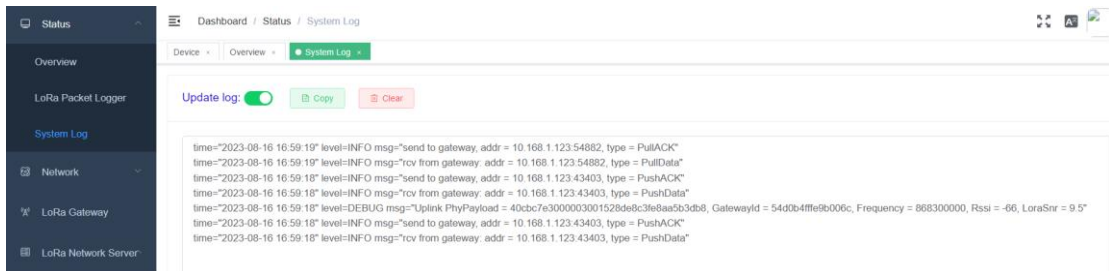 Status
Dashboard / Status / System Log
Device × Overview × System Log ×
Overview
LoRa Packet Logger
System Log
Network
LoRa Gateway
LoRa Network Server
Update log: Copy Clear
time="2023-08-16 16:59:19" level=INFO msg="send to gateway, addr = 10.168.1.123:54882, type = PullACK"
time="2023-08-16 16:59:19" level=INFO msg="rcv from gateway: addr = 10.168.1.123:54882, type = PullData"
time="2023-08-16 16:59:18" level=INFO msg="send to gateway, addr = 10.168.1.123:43403, type = PushACK"
time="2023-08-16 16:59:18" level=INFO msg="rcv from gateway: addr = 10.168.1.123:43403, type = PushData"
time="2023-08-16 16:59:18" level=DEBUG msg="Uplink PhyPayload = 40cbc7e3000003001528de8c3fe8aa5b3db8, GatewayId = 54d0b4fffe9b006c, Frequency = 868300000, Rssi = -66, LoraSnr = 9.5"
time="2023-08-16 16:59:18" level=INFO msg="send to gateway, addr = 10.168.1.123:43403, type = PushACK"
time="2023-08-16 16:59:18" level=INFO msg="rcv from gateway: addr = 10.168.1.123:43403, type = PushData"